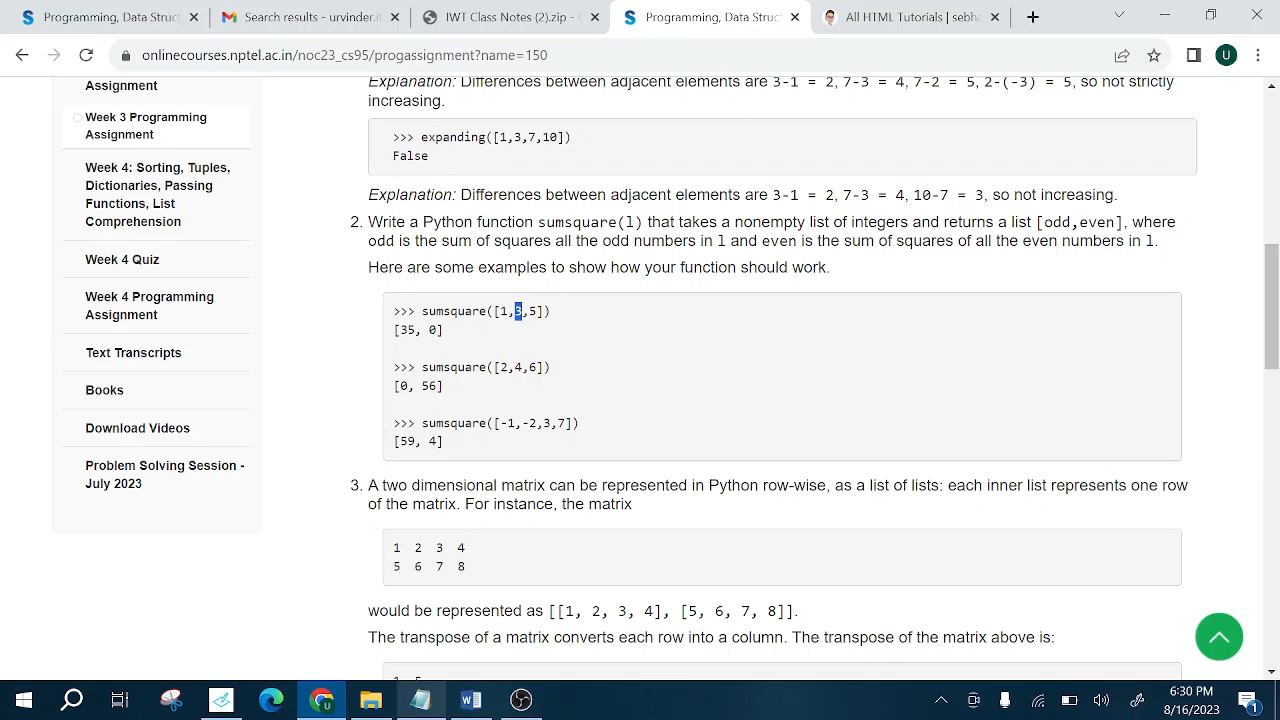 Programming, Data Struc
Search results - urvinder.i
IWT Class Notes (2).zip -
Programming, Data Struc
All HTML Tutorials | sebh
onlinecourses.nptel.ac.in/noc23_cs95/progassignment?name=150
U
Assignment
Week 3 Programming
Assignment
Week 4: Sorting, Tuples,
Dictionaries, Passing
Functions, List
Comprehension
Week 4 Quiz
Week 4 Programming
Assignment
Text Transcripts
Books
Download Videos
Problem Solving Session -
July 2023
Explanation: Differences between adjacent elements are 3-1 = 2, 7-3 = 4, 7-2 = 5, 2-(-3) = 5, so not strictly
increasing.
>>> expanding([1,3,7,10])
False
Explanation: Differences between adjacent elements are 3-1 = 2, 7-3 = 4, 10-7 = 3, so not increasing.
2. Write a Python function sumsquare(l) that takes a nonempty list of integers and returns a list [odd,even], where
odd is the sum of squares all the odd numbers in l and even is the sum of squares of all the even numbers in l.
Here are some examples to show how your function should work.
>>> sumsquare([1,3,5])
[35, 0]
>>> sumsquare([2,4,6])
[0, 56]
>>> sumsquare([-1,-2,3,7])
[59, 4]
3. A two dimensional matrix can be represented in Python row-wise, as a list of lists: each inner list represents one row
of the matrix. For instance, the matrix
1 2 3 4
5 6 7 8
would be represented as [[1, 2, 3, 4], [5, 6, 7, 8]].
The transpose of a matrix converts each row into a column. The transpose of the matrix above is:
1 5
6:30 PM
8/16/2023
1